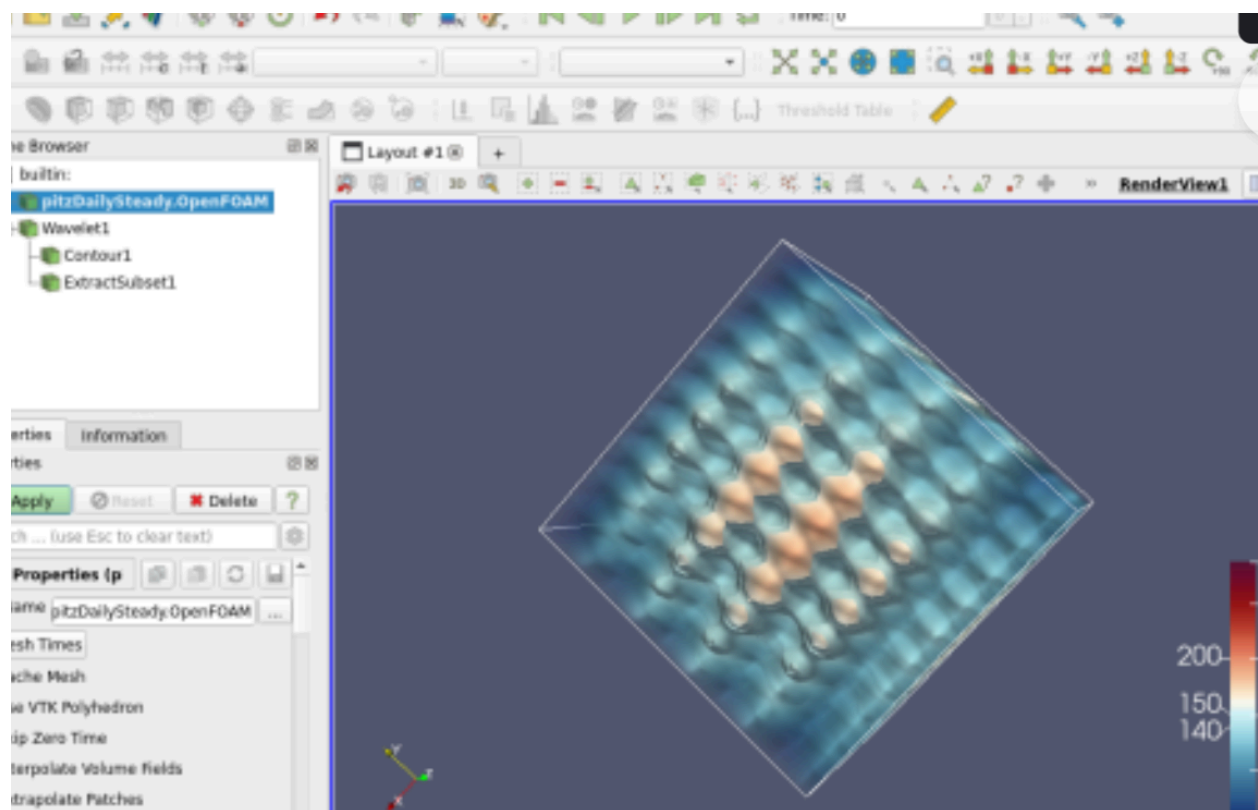 Time: 0
Threshold Table
ne Browser
Layout #1
+
builtin:
3D
RenderView1
pitzDailySteady.OpenFOAM
Wavelet1
Contour1
ExtractSubset1
erties Information
ties
Apply Reset Delete ?
ch ... (use Esc to clear text)
Properties (p
ame pitzDailySteady.OpenFOAM ...
esh Times
ache Mesh
se VTK Polyhedron
ip Zero Time
terpolate Volume Fields
trapolate Patches
Y
Z
X
200
150
140